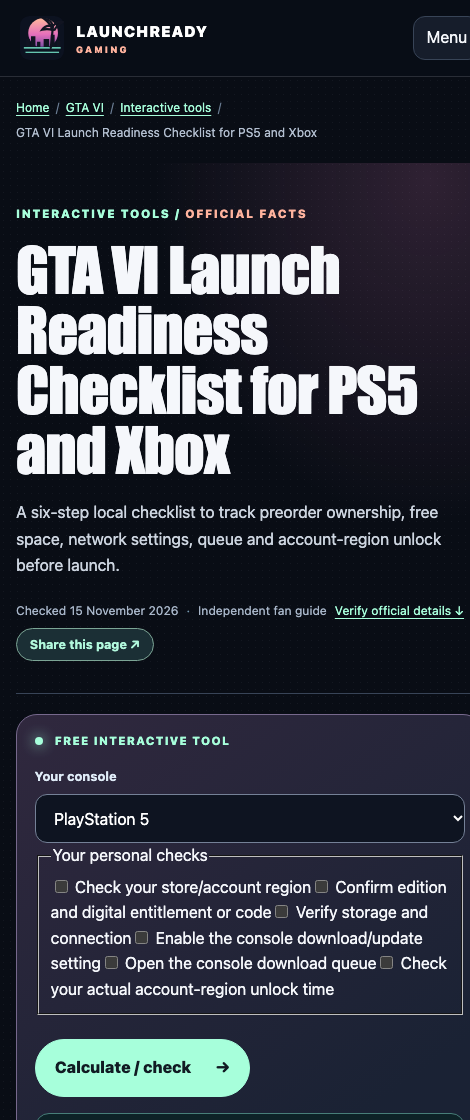 LAUNCHREADY
GAMING
Menu
Home / GTA VI / Interactive tools /
GTA VI Launch Readiness Checklist for PS5 and Xbox
INTERACTIVE TOOLS / OFFICIAL FACTS
GTA VI Launch
Readiness
Checklist for PS5
and Xbox
A six-step local checklist to track preorder ownership, free
space, network settings, queue and account-region unlock
before launch.
Checked 15 November 2026 · Independent fan guide Verify official details ↓
Share this page ↗
FREE INTERACTIVE TOOL
Your console
PlayStation 5
Your personal checks
Check your store/account region Confirm edition
and digital entitlement or code Verify storage and
connection Enable the console download/update
setting Open the console download queue Check
your actual account-region unlock time
Calculate / check →